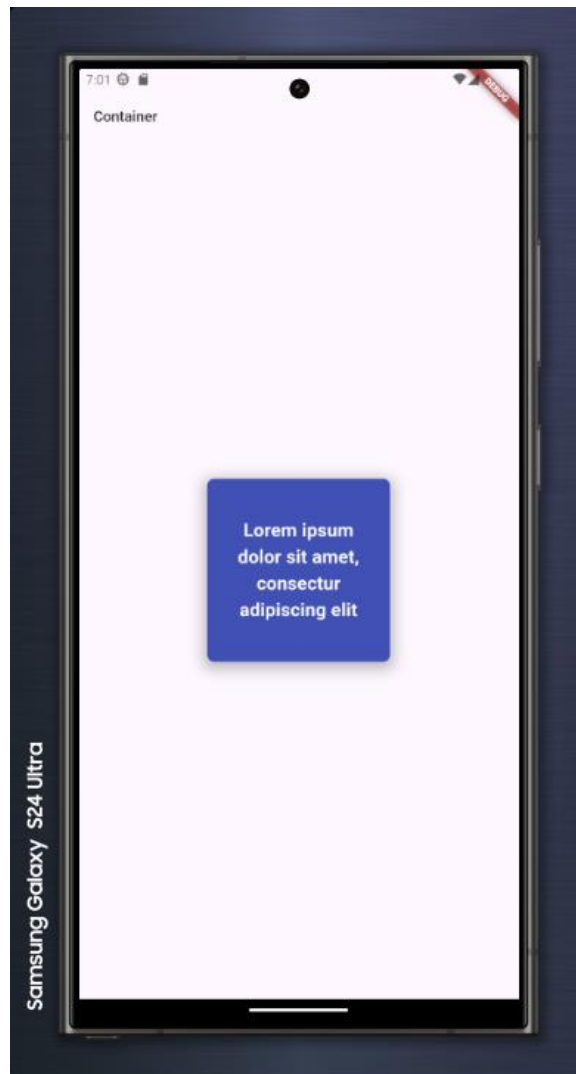 7:01
DEBUG
Container
Lorem ipsum
dolor sit amet,
consectur
adipiscing elit
Samsung Galaxy S24 Ultra